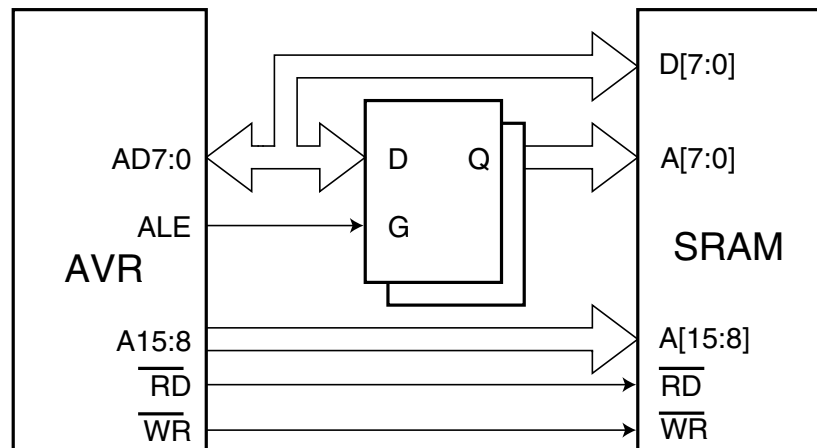 D[7:0]
AD7:0
D
Q
A[7:0]
ALE
G
AVR
SRAM
A15:8
A[15:8]
RD
RD
WR
WR